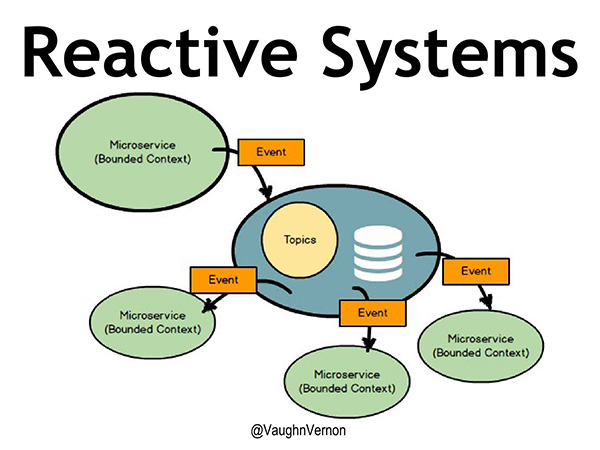 Reactive Systems
Microservice
(Bounded Context)
Event
Topics
Event
Event
Event
Microservice
(Bounded Context)
Microservice
(Bounded Context)
Microservice
(Bounded Context)
@VaughnVernon